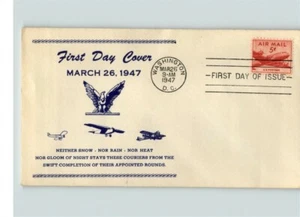 First Day Cover
MARCH 26, 1947
NEITHER SNOW · NOR RAIN · NOR HEAT
NOR GLOOM OF NIGHT STAYS THESE COURIERS FROM THE
SWIFT COMPLETION OF THEIR APPOINTED ROUNDS.
WASHINGTON
MAR 26
9-AM
1947
D. C.
FIRST DAY OF ISSUE
AIR MAIL
5¢